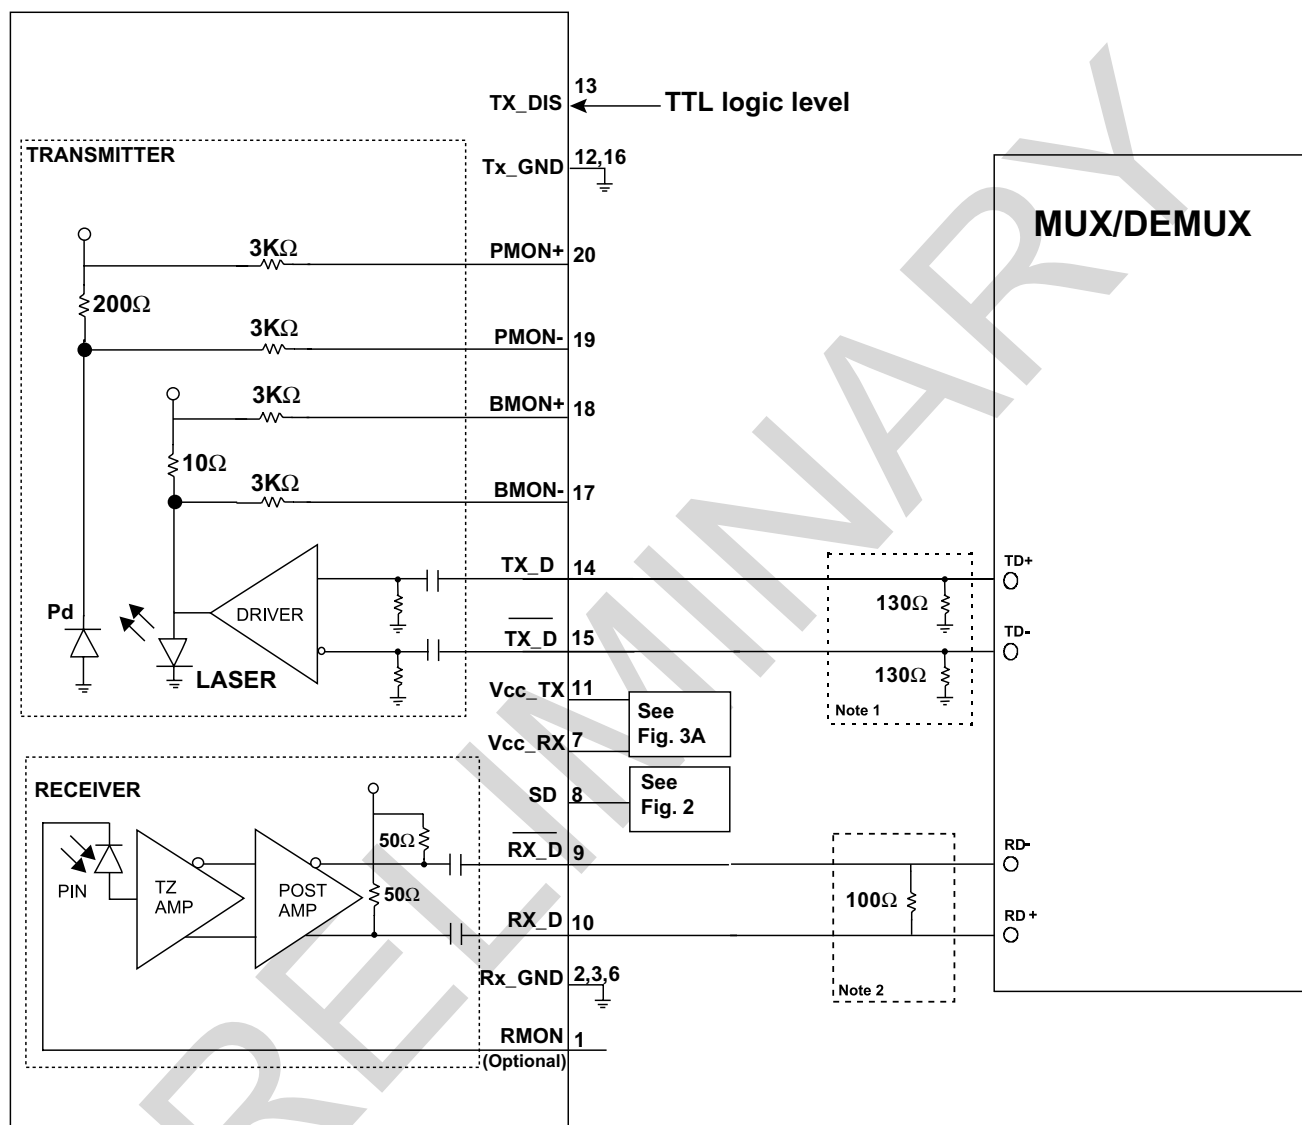 13
TX_DIS
TTL logic level
TRANSMITTER
Tx_GND
12,16
MUX/DEMUX
3KΩ
PMON+
20
200Ω
3KΩ
PMON-
19
3KΩ
BMON+
18
10Ω
3KΩ
BMON-
17
TX_D
14
TD+
130Ω
Pd
DRIVER
TX_D
15
TD-
LASER
130Ω
Vcc_TX
11
See
Fig. 3A
Note 1
Vcc_RX
7
RECEIVER
SD
8
See
Fig. 2
50Ω
RX_D
9
RD-
PIN
TZ
AMP
POST
AMP
50Ω
100Ω
RX_D
10
RD+
Rx_GND
2,3,6
Note 2
RMON
1
(Optional)
RELIMINARY